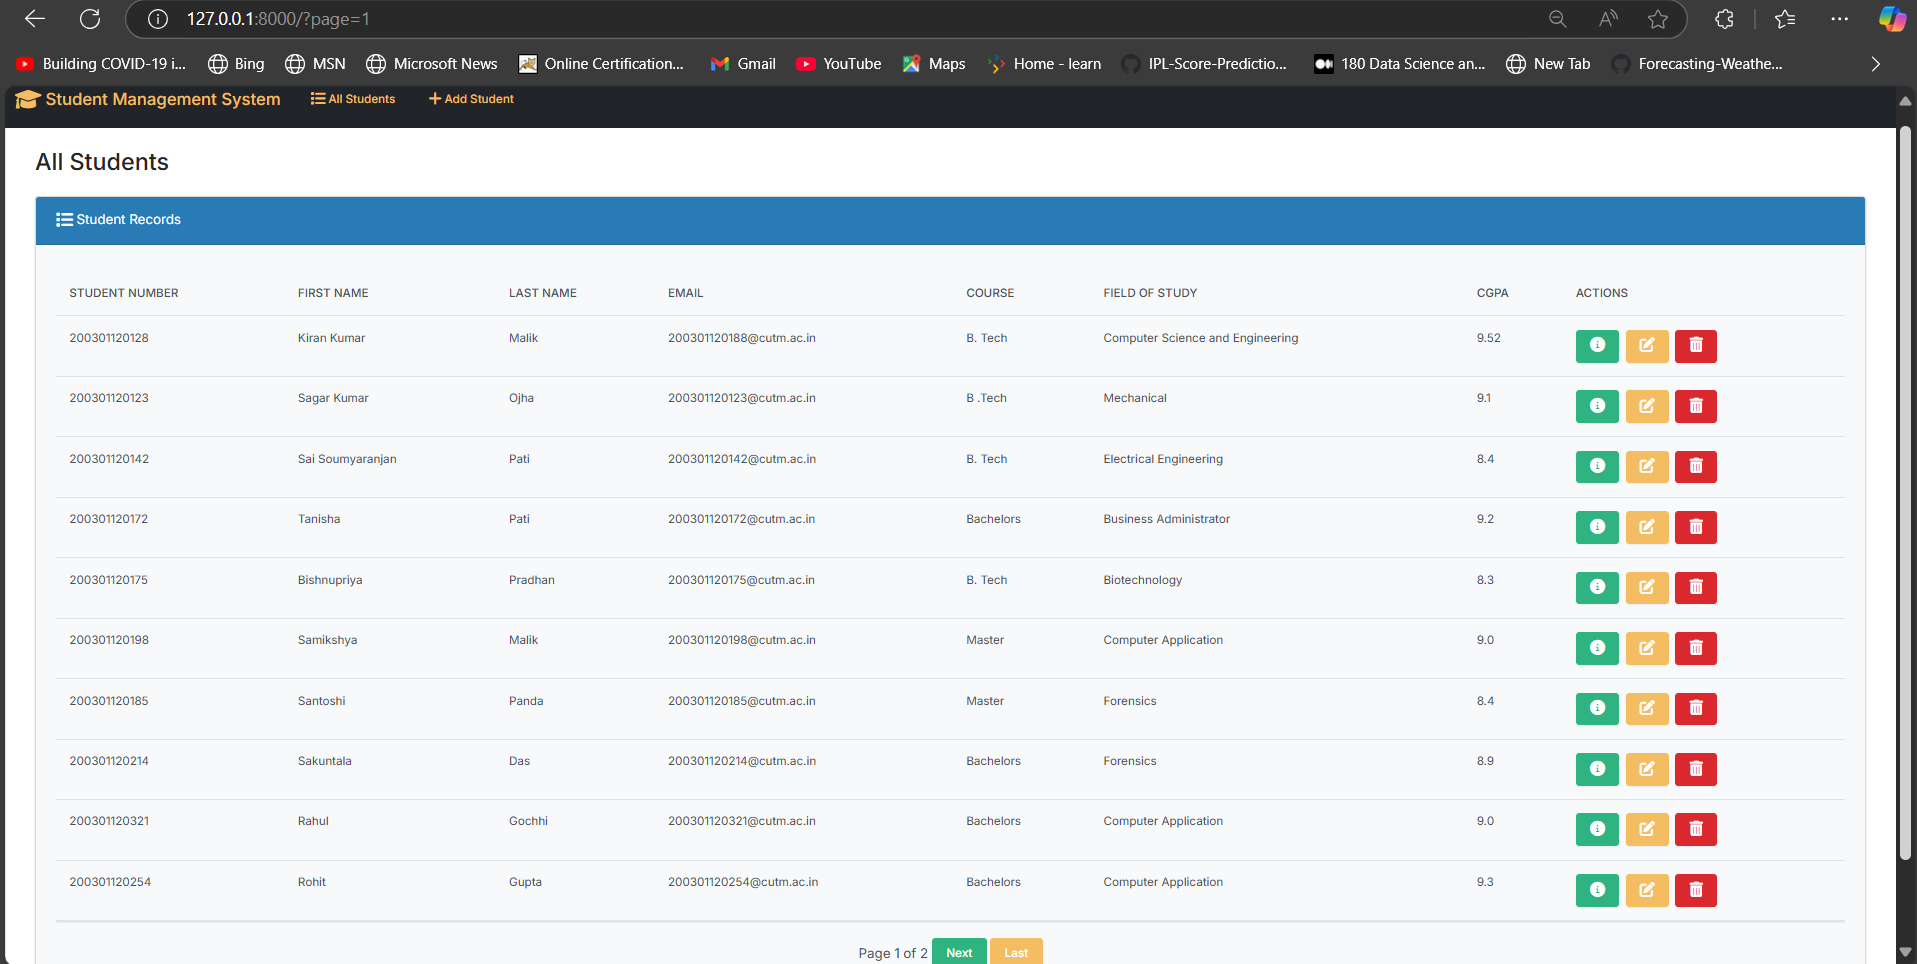 127.0.0.1:8000/?page=1
Building COVID-19 i... Bing MSN Microsoft News Online Certification... Gmail YouTube Maps Home - learn IPL-Score-Predictio... 180 Data Science an... New Tab Forecasting-Weathe...
Student Management System All Students Add Student
All Students
Student Records
STUDENT NUMBER FIRST NAME LAST NAME EMAIL COURSE FIELD OF STUDY CGPA ACTIONS
200301120128 Kiran Kumar Malik 200301120188@cutm.ac.in B. Tech Computer Science and Engineering 9.52
200301120123 Sagar Kumar Ojha 200301120123@cutm.ac.in B .Tech Mechanical 9.1
200301120142 Sai Soumyaranjan Pati 200301120142@cutm.ac.in B. Tech Electrical Engineering 8.4
200301120172 Tanisha Pati 200301120172@cutm.ac.in Bachelors Business Administrator 9.2
200301120175 Bishnupriya Pradhan 200301120175@cutm.ac.in B. Tech Biotechnology 8.3
200301120198 Samikshya Malik 200301120198@cutm.ac.in Master Computer Application 9.0
200301120185 Santoshi Panda 200301120185@cutm.ac.in Master Forensics 8.4
200301120214 Sakuntala Das 200301120214@cutm.ac.in Bachelors Forensics 8.9
200301120321 Rahul Gochhi 200301120321@cutm.ac.in Bachelors Computer Application 9.0
200301120254 Rohit Gupta 200301120254@cutm.ac.in Bachelors Computer Application 9.3
Page 1 of 2 Next Last